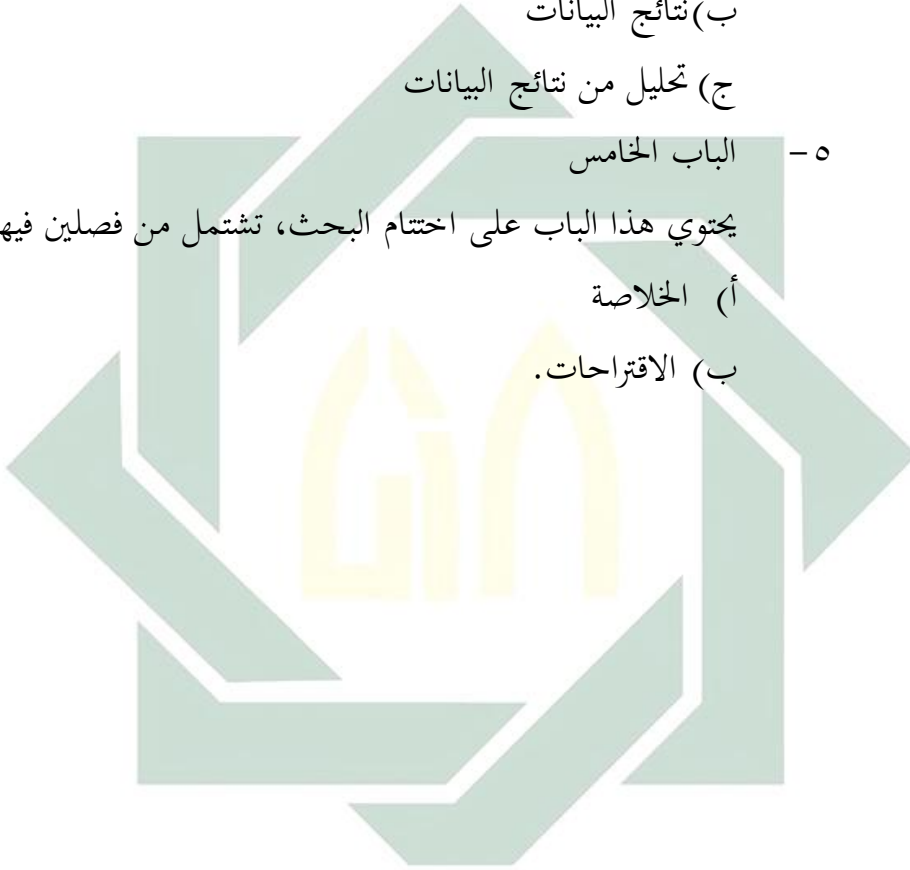 ب) نتائج البيانات
ج) تحليل من نتائج البيانات
٥- الباب الخامس
يحتوي هذا الباب على اختتام البحث، تشتمل من فصلين فيه
أ) الخلاصة
ب) الاقتراحات.